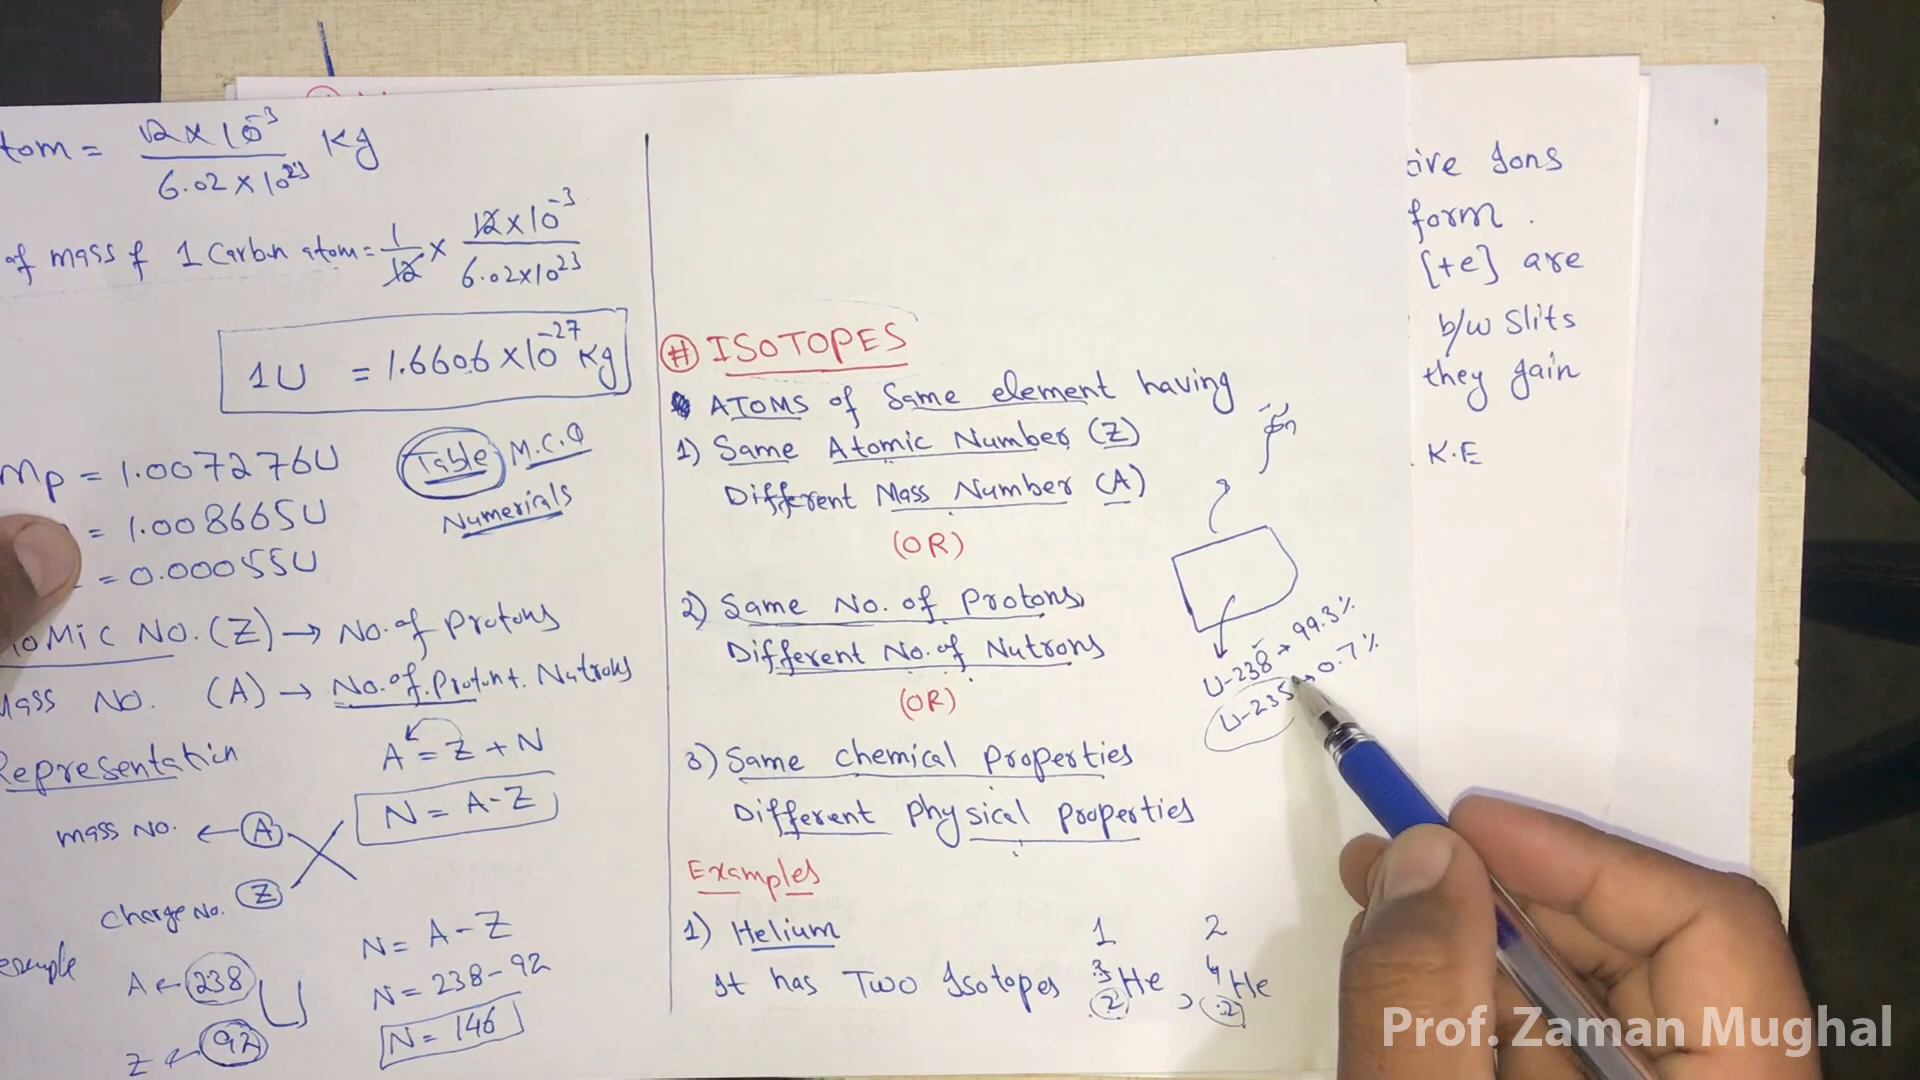 tom = 12×10⁻³ / 6.02×10²³ Kg
of mass f 1 Carbon atom = 1/12 × 12×10⁻³ / 6.02×10²³
1U = 1.6606×10⁻²⁷ Kg
Mp = 1.007276U
= 1.008665U
= 0.00055U
Table M.C.Q
Numericals
oMic NO. (Z) → No. of Protons
Mass No. (A) → No. of Proton + Nutrons
Representation
A = Z + N
N = A-Z
mass No. ← A
Charge No. Z
example
A ← 238 U
Z ← 92
N = A - Z
N = 238-92
N = 146
# ISOTOPES
ATOMS of Same element having
1) Same Atomic Number (Z)
Different Mass Number (A)
(OR)
2) Same No. of Protons
Different No. of Nutrons
(OR)
3) Same chemical properties
Different physical properties
Examples
1) Helium
1 2
It has Two Isotopes ³₂He, ⁴₂He
U-238 → 99.3%
U-235 → 0.7%
ive Ions
form.
[+e] are
b/w Slits
they gain
K.E
Prof. Zaman Mughal